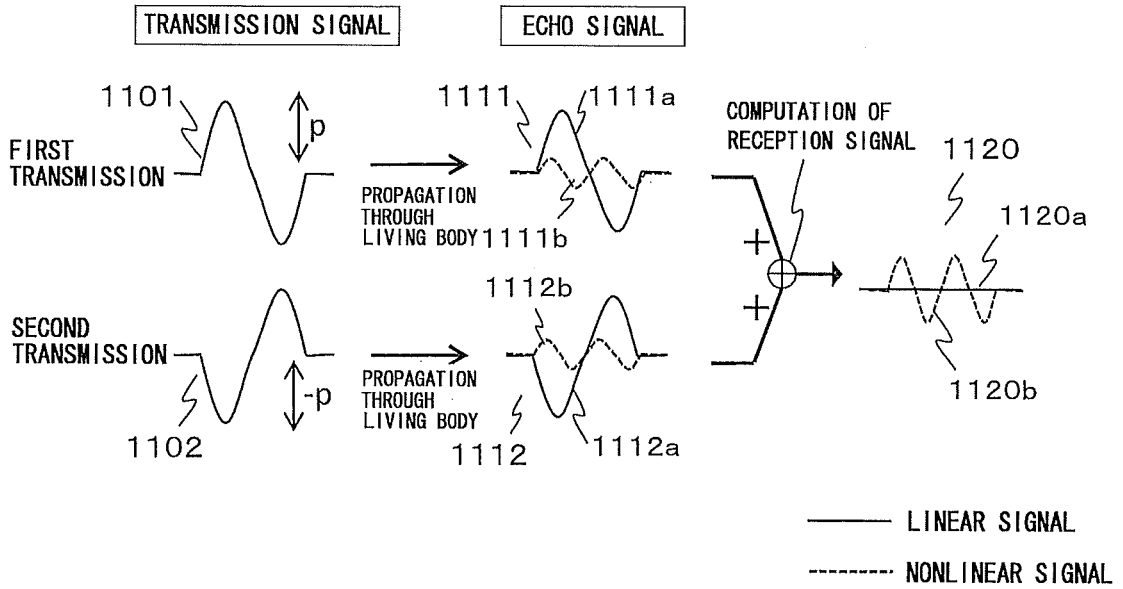 TRANSMISSION SIGNAL
ECHO SIGNAL
1101
p
FIRST
TRANSMISSION
PROPAGATION
THROUGH
LIVING BODY
1111
1111a
1111b
COMPUTATION OF
RECEPTION SIGNAL
+
+
1120
1120a
1120b
SECOND
TRANSMISSION
-p
1102
PROPAGATION
THROUGH
LIVING BODY
1112b
1112
1112a
LINEAR SIGNAL
NONLINEAR SIGNAL